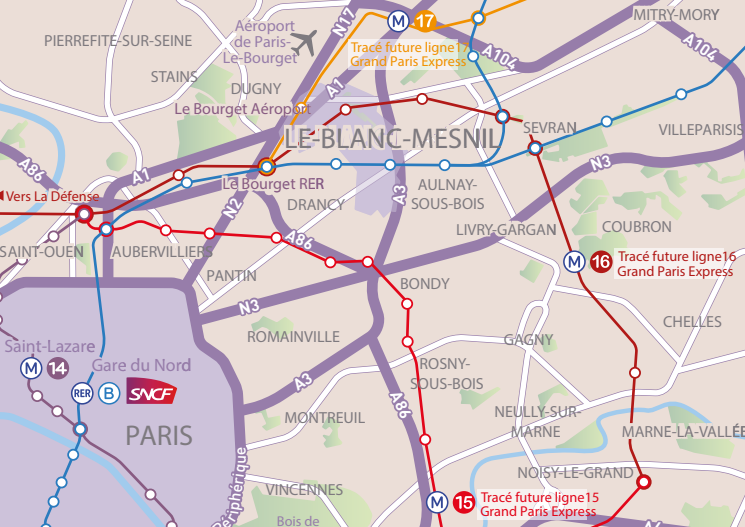 MITRY-MORY
N17
M 17
Aéroport
de Paris-
Le-Bourget
PIERREFITE-SUR-SEINE
Tracé future ligne17
Grand Paris Express
A104
A104
STAINS
DUGNY
A1
Le Bourget Aéroport
LE-BLANC-MESNIL
SEVRAN
VILLEPARISIS
A86
A1
N3
Le Bourget RER
AULNAY-
SOUS-BOIS
A3
Vers La Défense
N2
DRANCY
LIVRY-GARGAN
COUBRON
SAINT-OUEN
AUBERVILLIERS
A86
M 16
Tracé future ligne16
Grand Paris Express
PANTIN
BONDY
N3
CHELLES
ROMAINVILLE
GAGNY
Saint-Lazare
M 14
Gare du Nord
RER B SNCF
ROSNY-
SOUS-BOIS
A3
A86
NEUILLY-SUR-
MARNE
MONTREUIL
MARNE-LA-VALLÉE
PARIS
NOISY-LE-GRAND
Périphérique
VINCENNES
M 15
Tracé future ligne15
Grand Paris Express
Bois de